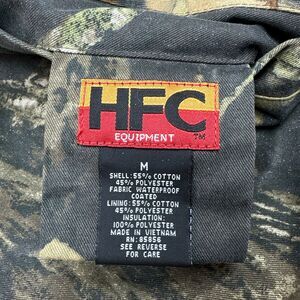 HFC
EQUIPMENT TM
M
SHELL: 55% COTTON
45% POLYESTER
FABRIC WATERPROOF
COATED
LINING: 55% COTTON
45% POLYESTER
INSULATION:
100% POLYESTER
MADE IN VIETNAM
RN: 85856
SEE REVERSE
FOR CARE